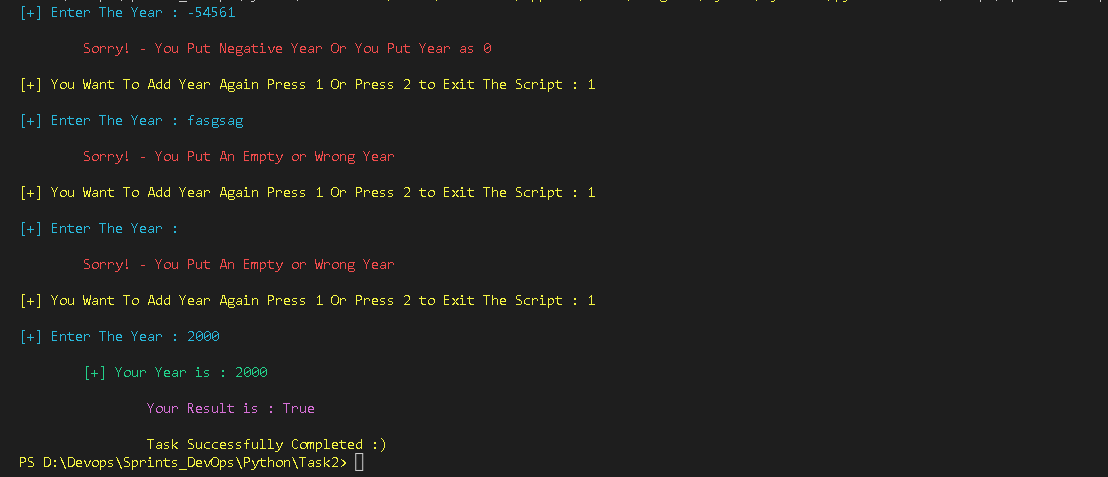 [+] Enter The Year : -54561
Sorry! - You Put Negative Year Or You Put Year as 0
[+] You Want To Add Year Again Press 1 Or Press 2 to Exit The Script : 1
[+] Enter The Year : fasgsag
Sorry! - You Put An Empty or Wrong Year
[+] You Want To Add Year Again Press 1 Or Press 2 to Exit The Script : 1
[+] Enter The Year :
Sorry! - You Put An Empty or Wrong Year
[+] You Want To Add Year Again Press 1 Or Press 2 to Exit The Script : 1
[+] Enter The Year : 2000
[+] Your Year is : 2000
Your Result is : True
Task Successfully Completed :)
PS D:\Devops\Sprints_DevOps\Python\Task2>